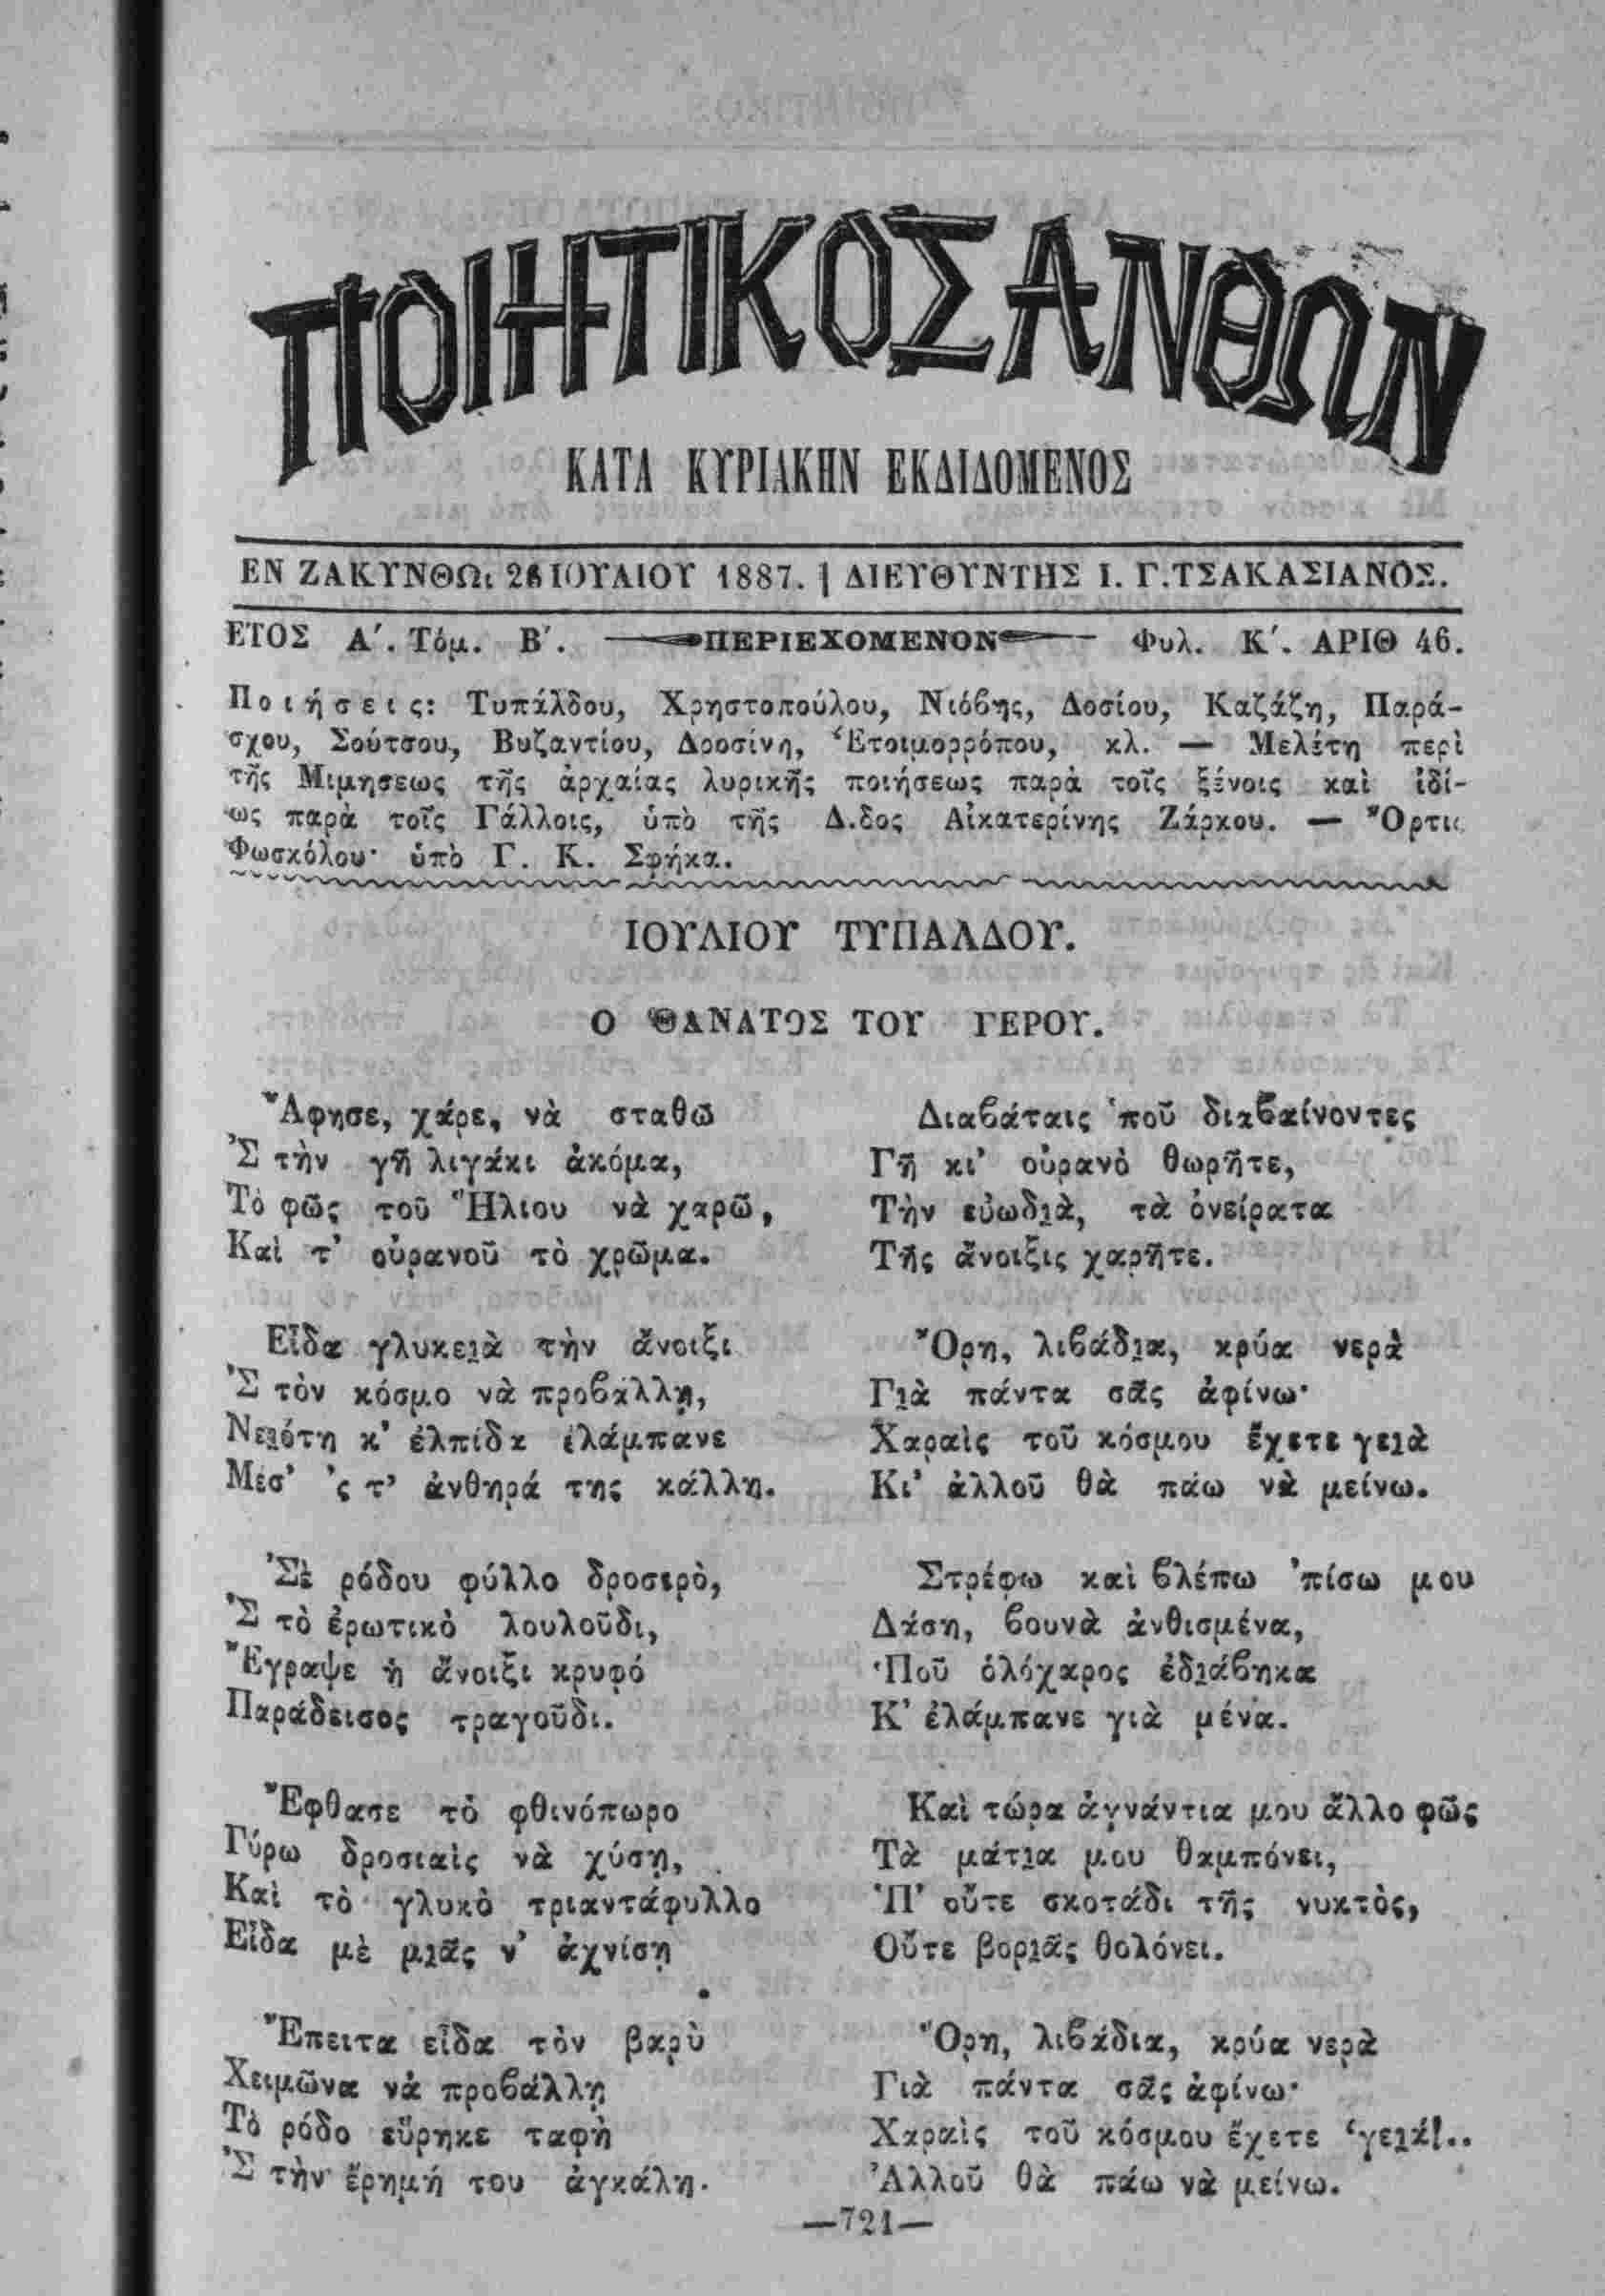 ΠΟΙΗΤΙΚΟΣ ΑΝΘΩΝ
ΚΑΤΑ ΚΥΡΙΑΚΗΝ ΕΚΔΙΔΟΜΕΝΟΣ
ΕΝ ΖΑΚΥΝΘΩι ΙΟΥΛΙΟΥ 1887. | ΔΙΕΥΘΥΝΤΗΣ Ι. Γ. ΤΣΑΚΑΣΙΑΝΟΣ.
ΕΤΟΣ Α΄. Τόμ. Β΄. ΠΕΡΙΕΧΟΜΕΝΟΝ Φυλ. Κ΄. ΑΡΙΘ 46.
Ποιήσεις: Τυπάλδου, Χρηστοπούλου, Νιόβης, Δοσίου, Καζάζη, Παρά-
σχου, Σούτσου, Βυζαντίου, Δροσίνη, Ἑτοιμορρόπου, κλ. — Μελέτη περὶ
τῆς Μιμησεως τῆς ἀρχαίας λυρικῆς ποιήσεως παρὰ τοῖς ξένοις καὶ ἰδί-
ως παρὰ τοῖς Γάλλοις, ὑπὸ τῆς Δ.δος Αἰκατερίνης Ζάρκου. — Ὄρτις
Φωσκόλου· ὑπὸ Γ. Κ. Σφήκα.
ΙΟΥΛΙΟΥ ΤΥΠΑΛΔΟΥ.
Ο ΘΑΝΑΤΟΣ ΤΟΥ ΓΕΡΟΥ.
Ἄφησε, χάρε, νὰ σταθῶ
Ἐ τὴν γῆ λιγάκι ἀκόμα,
Τὸ φῶς τοῦ Ἥλιου νὰ χαρῶ,
Καὶ τ' οὐρανοῦ τὸ χρῶμα.
Εἶδα γλυκειὰ τὴν ἄνοιξι
Σ τὸν κόσμο νὰ προβάλλῃ,
Νειότη κ' ἐλπίδα ἐλάμπανε
Μέσ' 'ς τ' ἀνθηρά της κάλλη.
Σὲ ρόδου φύλλο δροσερὸ,
Σ τὸ ἐρωτικὸ λουλοῦδι,
Ἔγραψε ἡ ἄνοιξι κρυφό
Παράδεισος τραγοῦδι.
Ἔφθασε τὸ φθινόπωρο
Γύρω δροσιαὶς νὰ χύσῃ,
Καὶ τὸ γλυκὸ τριαντάφυλλο
Εἶδα μὲ μιᾶς ν' ἀχνίσῃ
Ἔπειτα εἶδα τὸν βαρὺ
Χειμῶνα νὰ προβάλλῃ
Τὸ ρόδο εὕρηκε ταφὴ
Σ τὴν ἔρημή του ἀγκάλη.
Διαβάταις 'ποῦ διαβαίνοντες
Γῆ κι' οὐρανὸ θωρῆτε,
Τὴν εὐωδιὰ, τὰ ὀνείρατα
Τῆς ἄνοιξις χαρῆτε.
Ὄρη, λιβάδια, κρύα νερὰ
Γιὰ πάντα σᾶς ἀφίνω·
Χαραὶς τοῦ κόσμου ἔχετε γειὰ
Κι' ἀλλοῦ θὰ πάω νὰ μείνω.
Στρέφω καὶ βλέπω 'πίσω μου
Δάση, βουνὰ ἀνθισμένα,
'Ποῦ ὁλόχαρος ἐδιάβηκα
Κ' ἐλάμπανε γιὰ μένα.
Καὶ τώρα ἀγνάντια μου ἄλλο φῶς
Τὰ μάτια μου θαμπόνει,
Π' οὔτε σκοτάδι τῆς νυκτὸς,
Οὔτε βοριᾶς θολόνει.
Ὄρη, λιβάδια, κρύα νερὰ
Γιὰ πάντα σᾶς ἀφίνω·
Χαραὶς τοῦ κόσμου ἔχετε 'γειά!..
Ἀλλοῦ θὰ πάω νὰ μείνω.
—721—